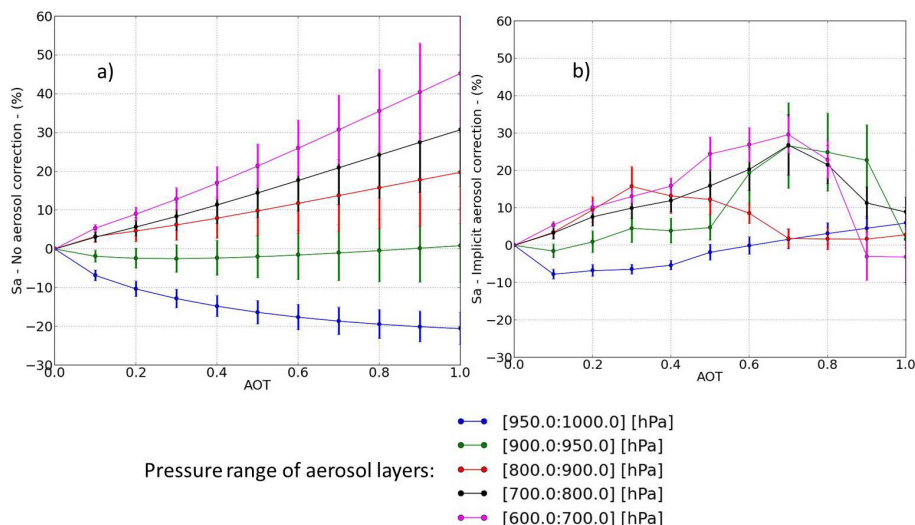 a)
60
50
40
30
20
10
0
−10
−20
−30
Sa - No aerosol correction - (%)
0.0 0.2 0.4 0.6 0.8 1.0
AOT
b)
60
50
40
30
20
10
0
−10
−20
−30
Sa - Implicit aerosol correction - (%)
0.0 0.2 0.4 0.6 0.8 1.0
AOT
Pressure range of aerosol layers:
[950.0:1000.0] [hPa]
[900.0:950.0] [hPa]
[800.0:900.0] [hPa]
[700.0:800.0] [hPa]
[600.0:700.0] [hPa]